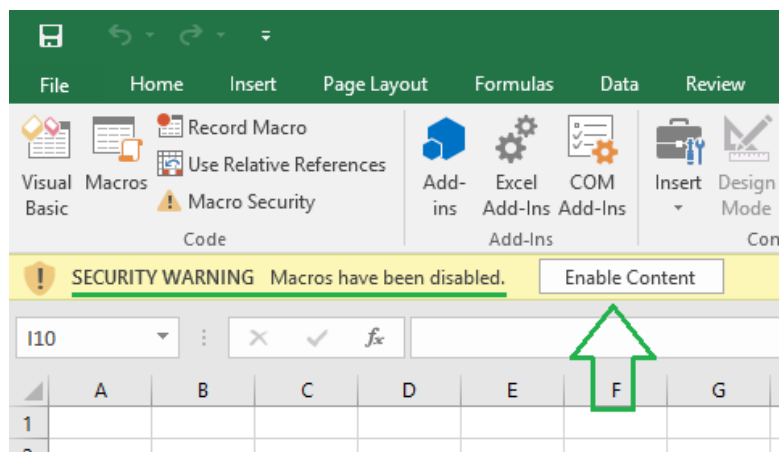 File Home Insert Page Layout Formulas Data Review
Visual Basic
Macros
Record Macro
Use Relative References
Macro Security
Code
Add-
ins
Excel
Add-Ins
COM
Add-Ins
Add-Ins
Insert
Design
Mode
Con
SECURITY WARNING Macros have been disabled. Enable Content
I10 fx
A B C D E F G
1